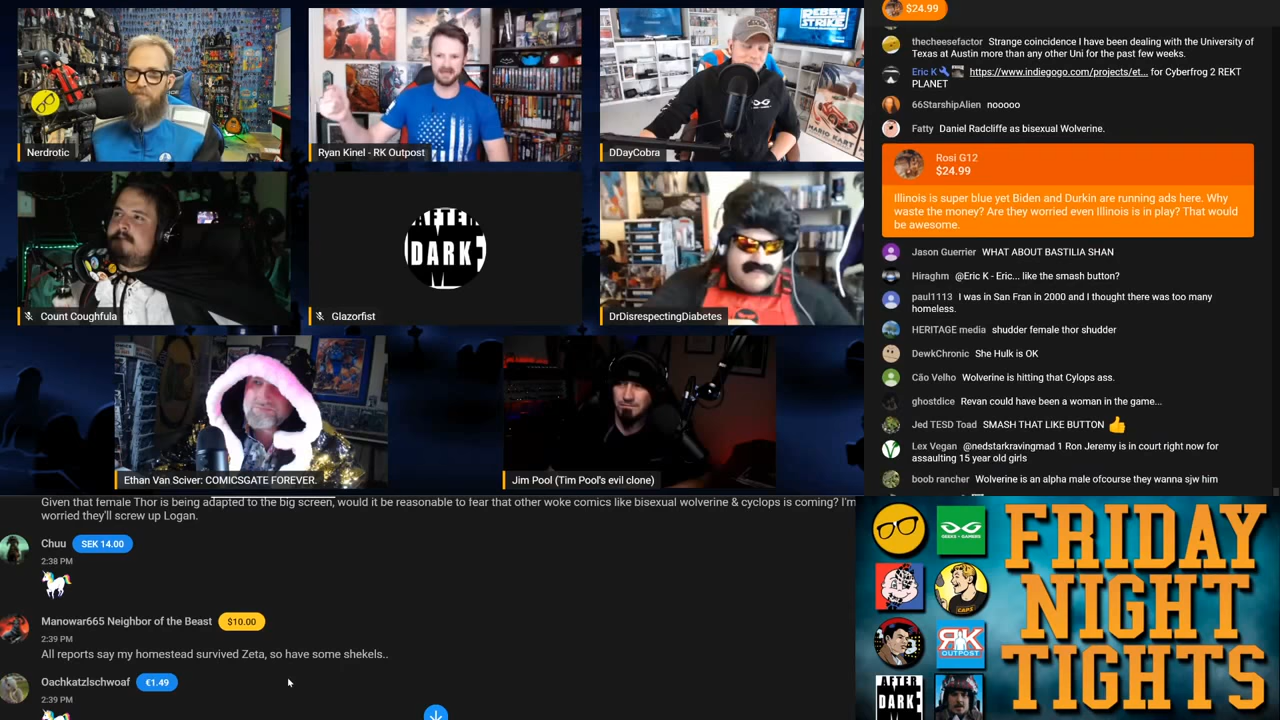 REBEL
STRIKE
Nerdrotic
Ryan Kinel - RK Outpost
DDayCobra
MARIO KART
Count Coughfula
AFTER
DARK
Glazorfist
DrDisrespectingDiabetes
Ethan Van Sciver: COMICSGATE FOREVER.
Jim Pool (Tim Pool's evil clone)
$24.99
thecheesefactor Strange coincidence I have been dealing with the University of
Texas at Austin more than any other Uni for the past few weeks.
Eric K https://www.indiegogo.com/projects/et... for Cyberfrog 2 REKT
PLANET
66StarshipAlien nooooo
Fatty Daniel Radcliffe as bisexual Wolverine.
Rosi G12
$24.99
Illinois is super blue yet Biden and Durkin are running ads here. Why
waste the money? Are they worried even Illinois is in play? That would
be awesome.
Jason Guerrier WHAT ABOUT BASTILIA SHAN
Hiraghm @Eric K - Eric... like the smash button?
paul1113 I was in San Fran in 2000 and I thought there was too many
homeless.
HERITAGE media shudder female thor shudder
DewkChronic She Hulk is OK
Cão Velho Wolverine is hitting that Cylops ass.
ghostdice Revan could have been a woman in the game...
Jed TESD Toad SMASH THAT LIKE BUTTON 👍
Lex Vegan @nedstarkravingmad 1 Ron Jeremy is in court right now for
assaulting 15 year old girls
boob rancher Wolverine is an alpha male ofcourse they wanna sjw him
Given that female Thor is being adapted to the big screen, would it be reasonable to fear that other woke comics like bisexual wolverine & cyclops is coming? I'm
worried they'll screw up Logan.
Chuu SEK 14.00
2:38 PM
🦄
Manowar665 Neighbor of the Beast $10.00
2:39 PM
All reports say my homestead survived Zeta, so have some shekels..
Oachkatzlschwoaf €1.49
2:39 PM
GEEKS + GAMERS
CAPS
RK
OUTPOST
AFTER
DARK
FRIDAY
NIGHT
TIGHTS